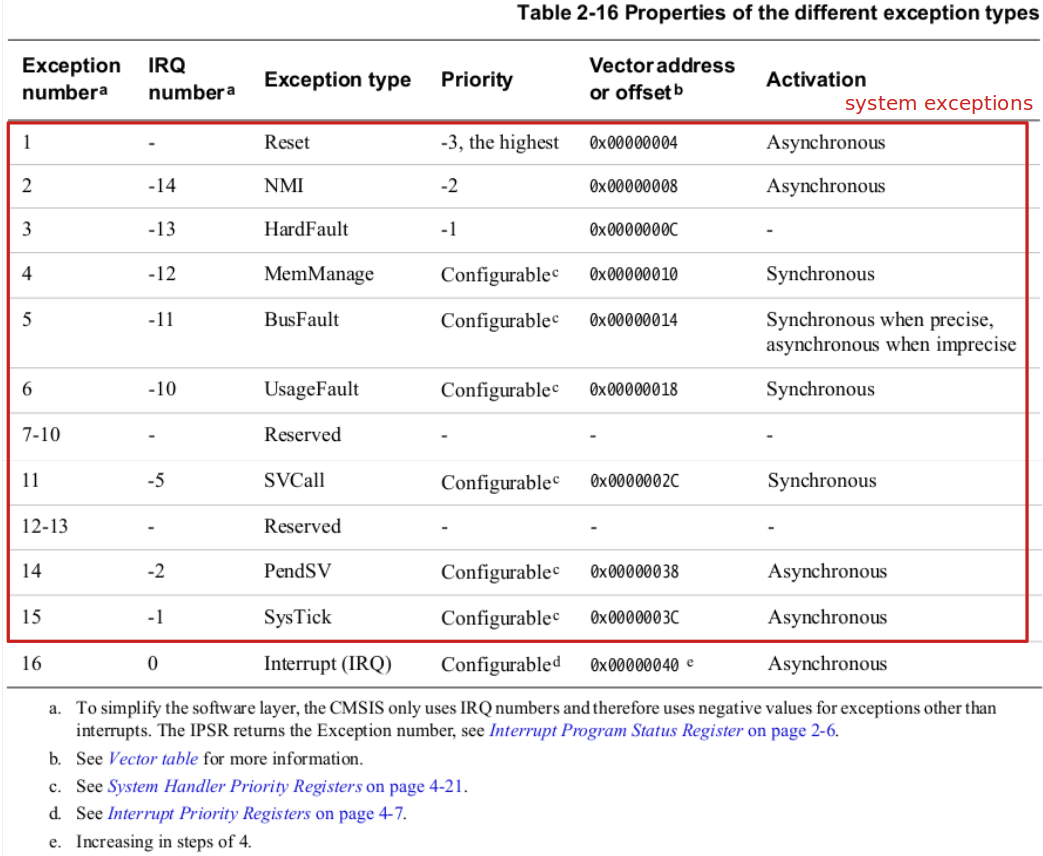 Table 2-16 Properties of the different exception types
Exception number a IRQ number a Exception type Priority Vector address or offset b Activation
system exceptions
1 - Reset -3, the highest 0x00000004 Asynchronous
2 -14 NMI -2 0x00000008 Asynchronous
3 -13 HardFault -1 0x0000000C -
4 -12 MemManage Configurable c 0x00000010 Synchronous
5 -11 BusFault Configurable c 0x00000014 Synchronous when precise,
asynchronous when imprecise
6 -10 UsageFault Configurable c 0x00000018 Synchronous
7-10 - Reserved - - -
11 -5 SVCall Configurable c 0x0000002C Synchronous
12-13 - Reserved - - -
14 -2 PendSV Configurable c 0x00000038 Asynchronous
15 -1 SysTick Configurable c 0x0000003C Asynchronous
16 0 Interrupt (IRQ) Configurable d 0x00000040 e Asynchronous
a. To simplify the software layer, the CMSIS only uses IRQ numbers and therefore uses negative values for exceptions other than
interrupts. The IPSR returns the Exception number, see Interrupt Program Status Register on page 2-6.
b. See Vector table for more information.
c. See System Handler Priority Registers on page 4-21.
d. See Interrupt Priority Registers on page 4-7.
e. Increasing in steps of 4.